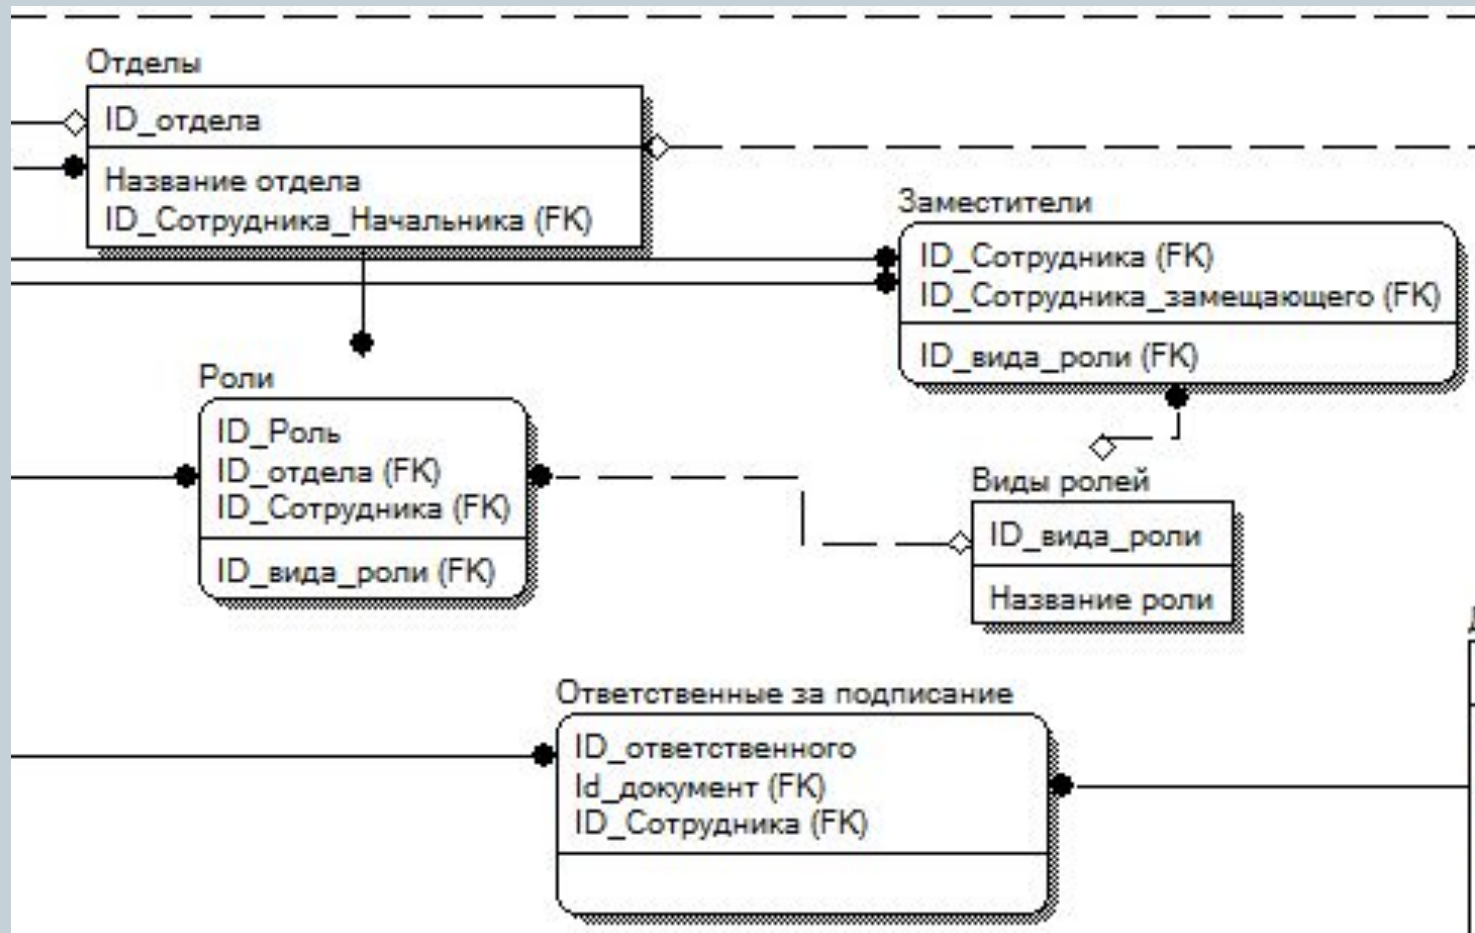 Отделы
ID_отдела
Название отдела
ID_Сотрудника_Начальника (FK)
Заместители
ID_Сотрудника (FK)
ID_Сотрудника_замещающего (FK)
ID_вида_роли (FK)
Роли
ID_Роль
ID_отдела (FK)
ID_Сотрудника (FK)
ID_вида_роли (FK)
Виды ролей
ID_вида_роли
Название роли
Ответственные за подписание
ID_ответственного
Id_документ (FK)
ID_Сотрудника (FK)